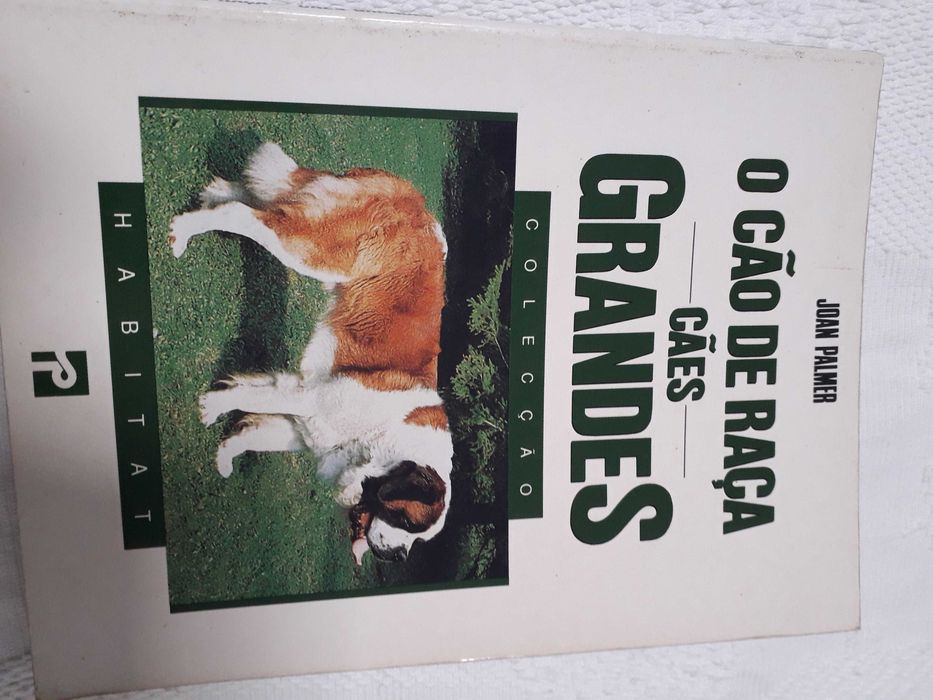 JOAN PALMER
O CÃO DE RAÇA
CÃES
GRANDES
COLECÇÃO
HABITAT